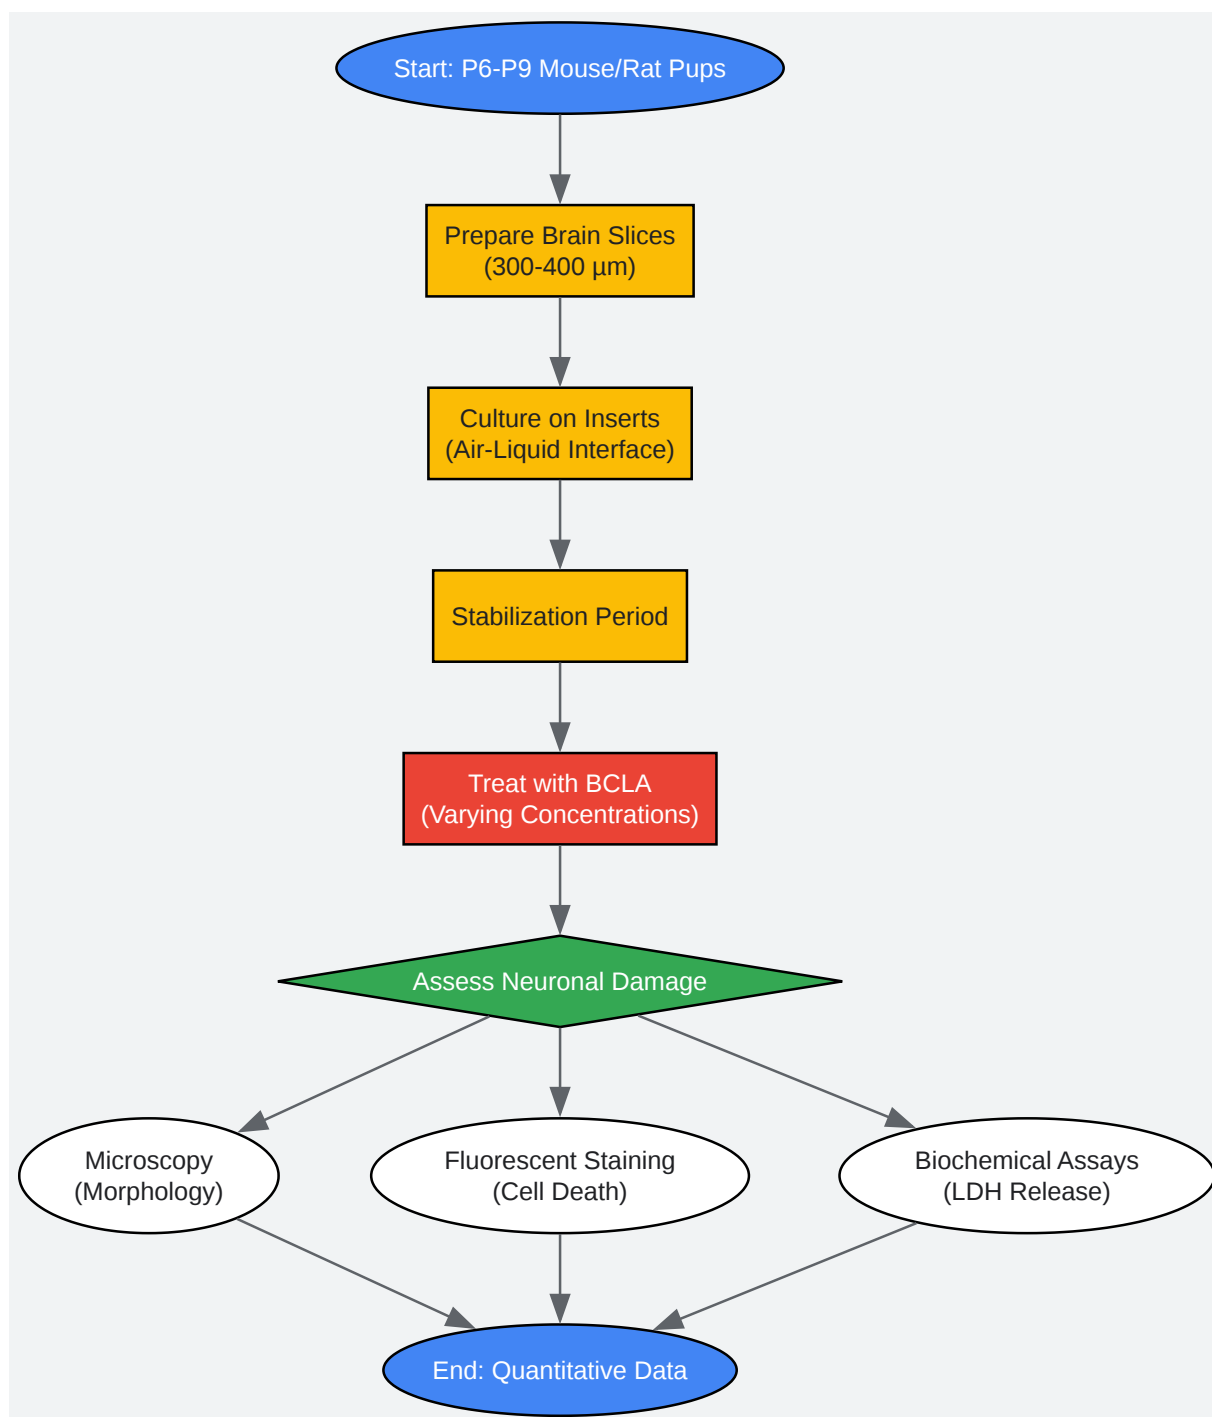 Start: P6-P9 Mouse/Rat Pups
Prepare Brain Slices
(300-400 µm)
Culture on Inserts
(Air-Liquid Interface)
Stabilization Period
Treat with BCLA
(Varying Concentrations)
Assess Neuronal Damage
Microscopy
(Morphology)
Fluorescent Staining
(Cell Death)
Biochemical Assays
(LDH Release)
End: Quantitative Data